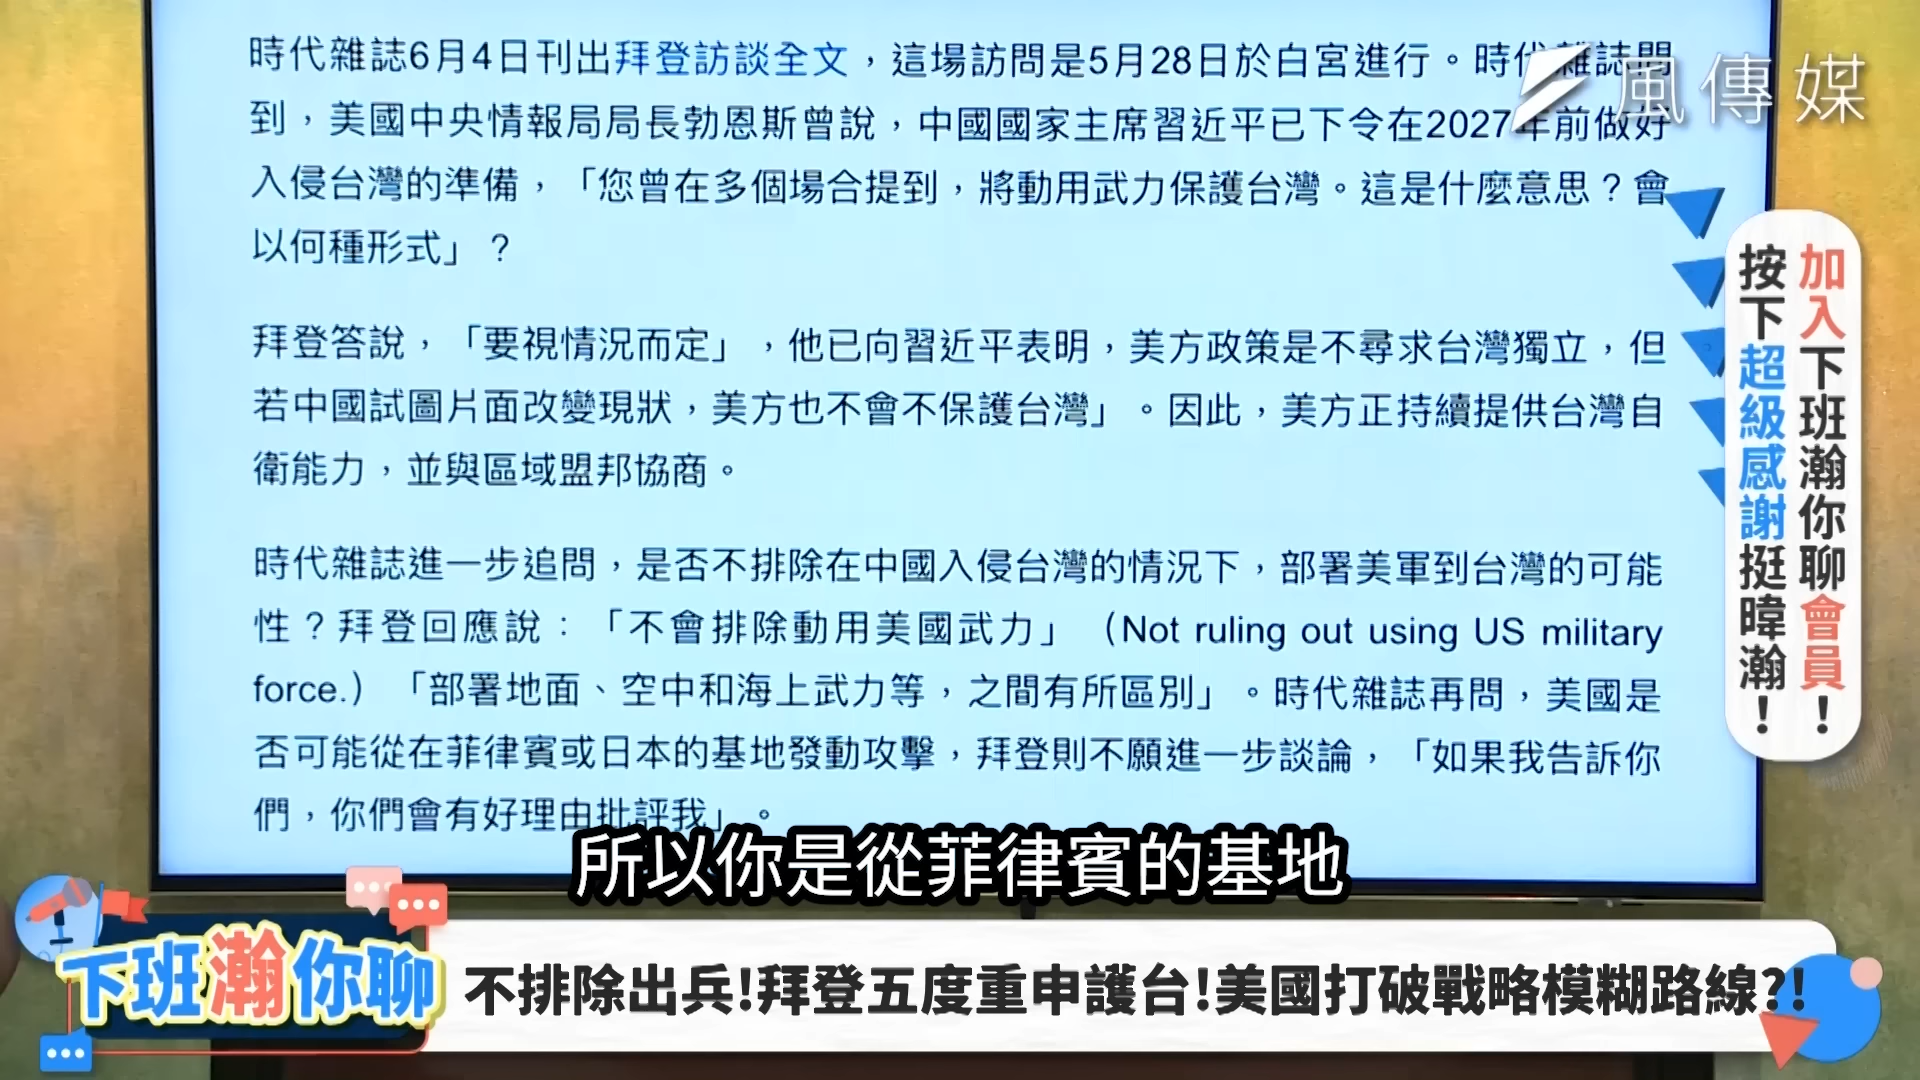 時代雜誌6月4日刊出拜登訪談全文，這場訪問是5月28日於白宮進行。時代雜誌問
到，美國中央情報局局長勃恩斯曾說，中國國家主席習近平已下令在2027年前做好
入侵台灣的準備，「您曾在多個場合提到，將動用武力保護台灣。這是什麼意思？會
以何種形式」？
拜登答說，「要視情況而定」，他已向習近平表明，美方政策是不尋求台灣獨立，但
若中國試圖片面改變現狀，美方也不會不保護台灣」。因此，美方正持續提供台灣自
衛能力，並與區域盟邦協商。
時代雜誌進一步追問，是否不排除在中國入侵台灣的情況下，部署美軍到台灣的可能
性？拜登回應說：「不會排除動用美國武力」（Not ruling out using US military
force.）「部署地面、空中和海上武力等，之間有所區別」。時代雜誌再問，美國是
否可能從在菲律賓或日本的基地發動攻擊，拜登則不願進一步談論，「如果我告訴你
們，你們會有好理由批評我」。
風傳媒
加入下班瀚你聊會員！
按下超級感謝挺暐瀚！
所以你是從菲律賓的基地
下班瀚你聊
不排除出兵!拜登五度重申護台!美國打破戰略模糊路線?!